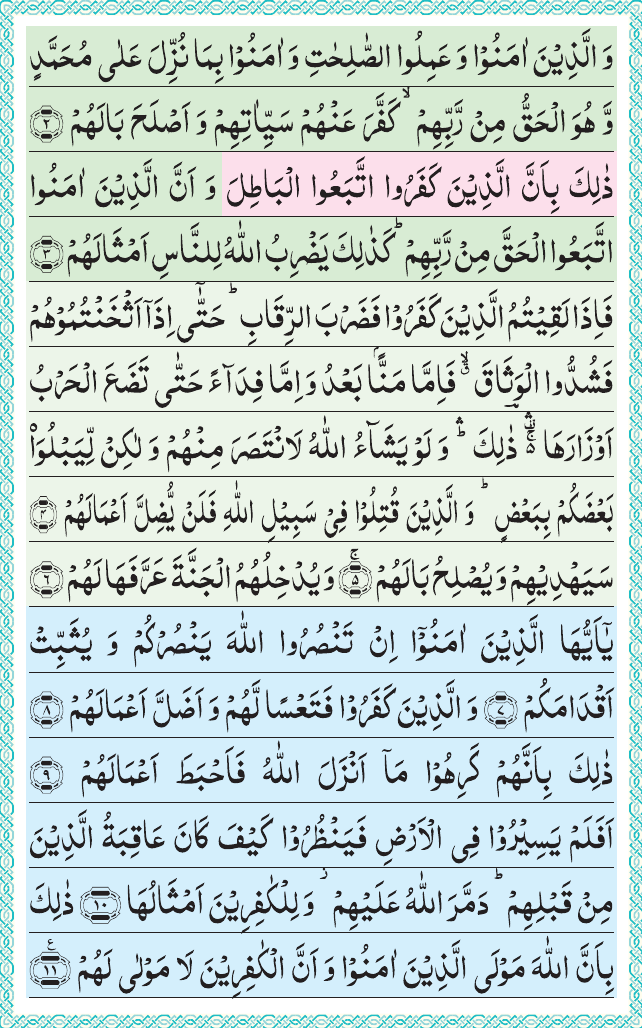 وَ الَّذِيْنَ اٰمَنُوْا وَ عَمِلُوا الصّٰلِحٰتِ وَ اٰمَنُوْا بِمَا نُزِّلَ عَلٰى مُحَمَّدٍ
وَّ هُوَ الْحَقُّ مِنْ رَّبِّهِمْ ۙ كَفَّرَ عَنْهُمْ سَيِّاٰتِهِمْ وَ اَصْلَحَ بَالَهُمْ ﴿۲﴾
ذٰلِكَ بِاَنَّ الَّذِيْنَ كَفَرُوا اتَّبَعُوا الْبَاطِلَ وَ اَنَّ الَّذِيْنَ اٰمَنُوا
اتَّبَعُوا الْحَقَّ مِنْ رَّبِّهِمْ ؕ كَذٰلِكَ يَضْرِبُ اللّٰهُ لِلنَّاسِ اَمْثَالَهُمْ ﴿۳﴾
فَاِذَا لَقِيْتُمُ الَّذِيْنَ كَفَرُوْا فَضَرْبَ الرِّقَابِ ؕ حَتّٰۤى اِذَاۤ اَثْخَنْتُمُوْهُمْ
فَشُدُّوا الْوَثَاقَ ۙۗ فَاِمَّا مَنًّۢا بَعْدُ وَ اِمَّا فِدَآءً حَتّٰى تَضَعَ الْحَرْبُ
اَوْزَارَهَا ۛ۬ۚ۟ ذٰلِكَ ۛؕ وَ لَوْ يَشَآءُ اللّٰهُ لَانْتَصَرَ مِنْهُمْ وَ لٰكِنْ لِّيَبْلُوَا۠
بَعْضَكُمْ بِبَعْضٍ ؕ وَ الَّذِيْنَ قُتِلُوْا فِيْ سَبِيْلِ اللّٰهِ فَلَنْ يُّضِلَّ اَعْمَالَهُمْ ﴿۴﴾
سَيَهْدِيْهِمْ وَ يُصْلِحُ بَالَهُمْ ﴿ۚ۵﴾ وَ يُدْخِلُهُمُ الْجَنَّةَ عَرَّفَهَا لَهُمْ ﴿۶﴾
يٰۤاَيُّهَا الَّذِيْنَ اٰمَنُوْۤا اِنْ تَنْصُرُوا اللّٰهَ يَنْصُرْكُمْ وَ يُثَبِّتْ
اَقْدَامَكُمْ ﴿۷﴾ وَ الَّذِيْنَ كَفَرُوْا فَتَعْسًا لَّهُمْ وَ اَضَلَّ اَعْمَالَهُمْ ﴿۸﴾
ذٰلِكَ بِاَنَّهُمْ كَرِهُوْا مَاۤ اَنْزَلَ اللّٰهُ فَاَحْبَطَ اَعْمَالَهُمْ ﴿۹﴾
اَفَلَمْ يَسِيْرُوْا فِي الْاَرْضِ فَيَنْظُرُوْا كَيْفَ كَانَ عَاقِبَةُ الَّذِيْنَ
مِنْ قَبْلِهِمْ ؕ دَمَّرَ اللّٰهُ عَلَيْهِمْ ؗ وَ لِلْكٰفِرِيْنَ اَمْثَالُهَا ﴿۱۰﴾ ذٰلِكَ
بِاَنَّ اللّٰهَ مَوْلَى الَّذِيْنَ اٰمَنُوْا وَ اَنَّ الْكٰفِرِيْنَ لَا مَوْلٰى لَهُمْ ﴿۱۱﴾ ع